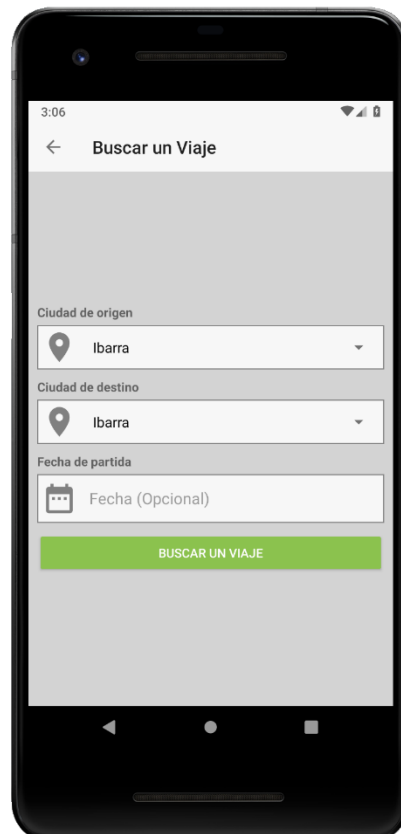 3:06
Buscar un Viaje
Ciudad de origen
Ibarra
Ciudad de destino
Ibarra
Fecha de partida
Fecha (Opcional)
BUSCAR UN VIAJE